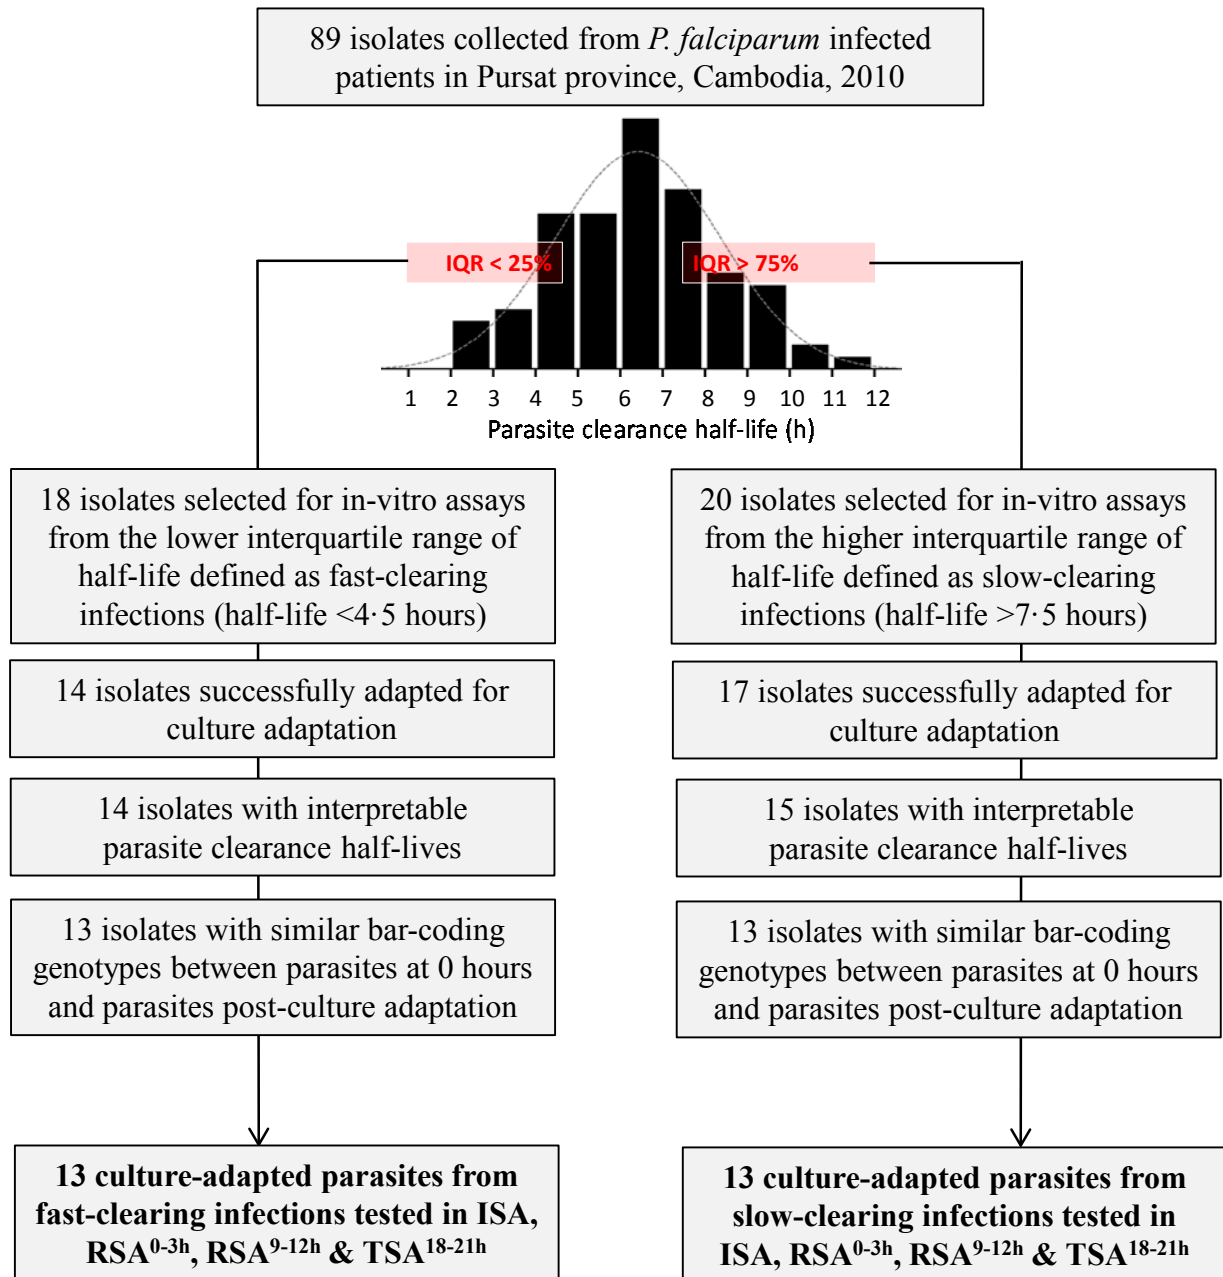 89 isolates collected from P. falciparum infected
patients in Pursat province, Cambodia, 2010
IQR < 25%
IQR > 75%
1 2 3 4 5 6 7 8 9 10 11 12
Parasite clearance half-life (h)
18 isolates selected for in-vitro assays
from the lower interquartile range of
half-life defined as fast-clearing
infections (half-life <4·5 hours)
14 isolates successfully adapted for
culture adaptation
14 isolates with interpretable
parasite clearance half-lives
13 isolates with similar bar-coding
genotypes between parasites at 0 hours
and parasites post-culture adaptation
13 culture-adapted parasites from
fast-clearing infections tested in ISA,
RSA0-3h, RSA9-12h & TSA18-21h
20 isolates selected for in-vitro assays
from the higher interquartile range of
half-life defined as slow-clearing
infections (half-life >7·5 hours)
17 isolates successfully adapted for
culture adaptation
15 isolates with interpretable
parasite clearance half-lives
13 isolates with similar bar-coding
genotypes between parasites at 0 hours
and parasites post-culture adaptation
13 culture-adapted parasites from
slow-clearing infections tested in
ISA, RSA0-3h, RSA9-12h & TSA18-21h